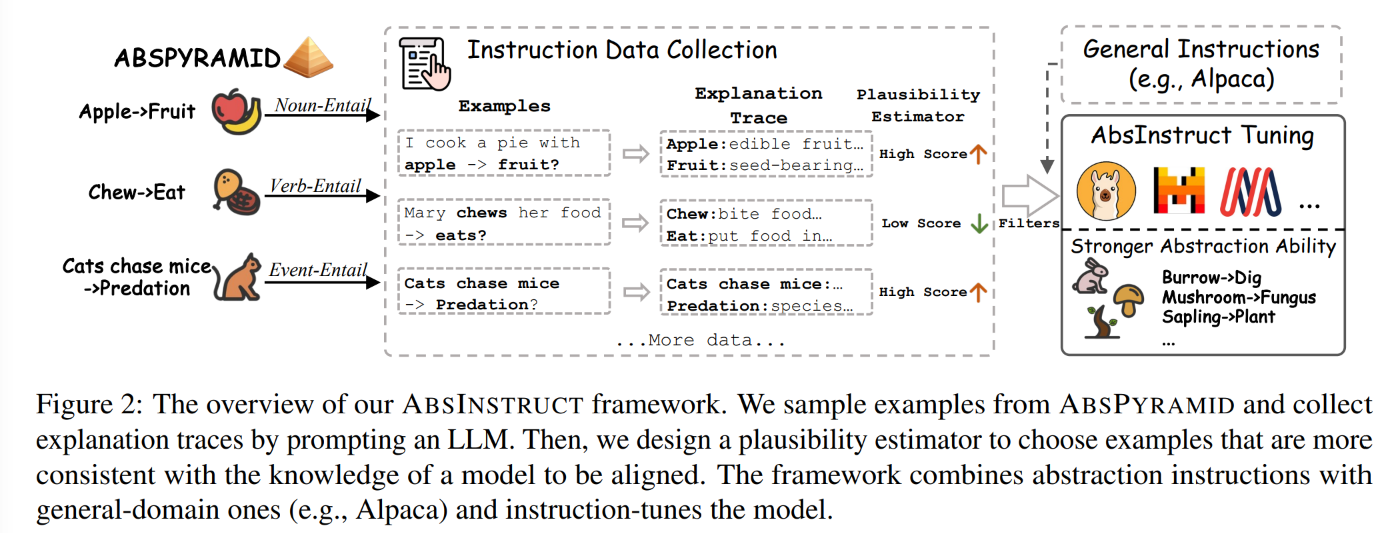 ABSPYRAMID
Apple->Fruit
Noun-Entail
Chew->Eat
Verb-Entail
Cats chase mice
->Predation
Event-Entail
Instruction Data Collection
Examples
Explanation
Trace
Plausibility
Estimator
I cook a pie with
apple -> fruit?
Apple:edible fruit…
Fruit:seed-bearing…
High Score
Mary chews her food
-> eats?
Chew:bite food…
Eat:put food in…
Low Score
Filters
Cats chase mice
-> Predation?
Cats chase mice:…
Predation:species…
High Score
...More data...
General Instructions
(e.g., Alpaca)
AbsInstruct Tuning
...
Stronger Abstraction Ability
Burrow->Dig
Mushroom->Fungus
Sapling->Plant
...
Figure 2: The overview of our ABSINSTRUCT framework. We sample examples from ABSPYRAMID and collect
explanation traces by prompting an LLM. Then, we design a plausibility estimator to choose examples that are more
consistent with the knowledge of a model to be aligned. The framework combines abstraction instructions with
general-domain ones (e.g., Alpaca) and instruction-tunes the model.